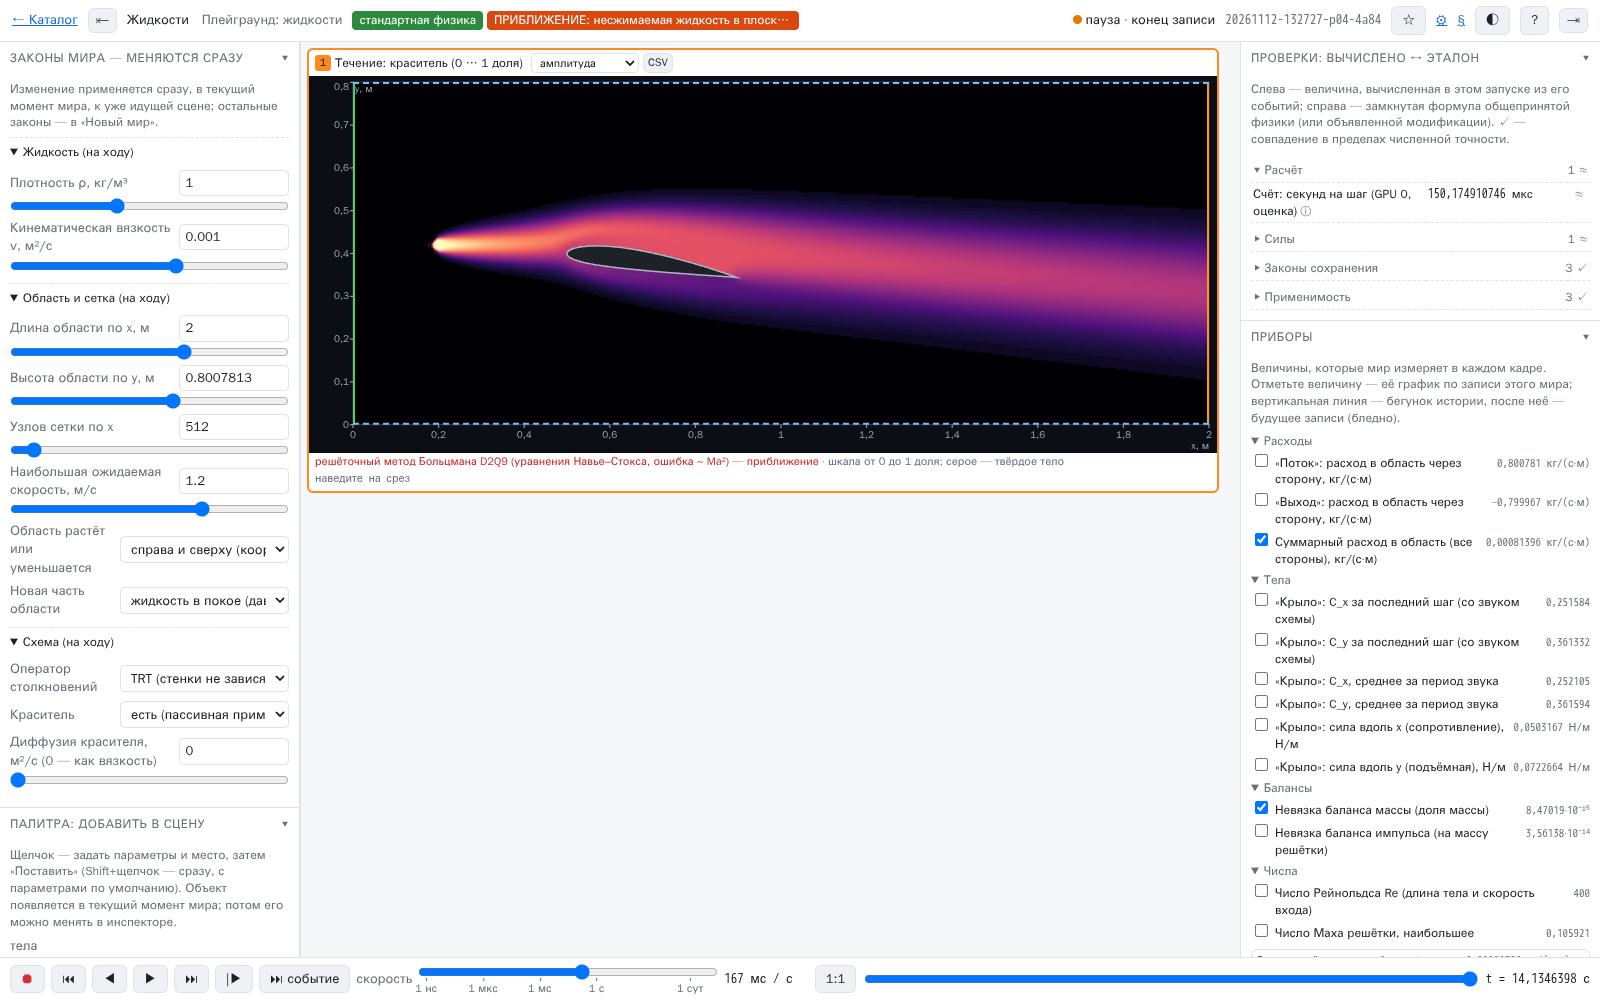 ← Каталог
⇤
Жидкости
Плейграунд: жидкости
стандартная физика
ПРИБЛИЖЕНИЕ: несжимаемая жидкость в плоск…
пауза · конец записи
20261112-132727-p04-4a84
☆
⚙
§
?
⇥
ЗАКОНЫ МИРА — МЕНЯЮТСЯ СРАЗУ
Изменение применяется сразу, в текущий
момент мира, к уже идущей сцене; остальные
законы — в «Новый мир».
▼ Жидкость (на ходу)
Плотность ρ, кг/м³
1
Кинематическая вязкость
ν, м²/с
0.001
▼ Область и сетка (на ходу)
Длина области по x, м
2
Высота области по y, м
0.8007813
Узлов сетки по x
512
Наибольшая ожидаемая
скорость, м/с
1.2
Область растёт
или
уменьшается
справа и сверху (коор
Новая часть
области
жидкость в покое (дав
▼ Схема (на ходу)
Оператор
столкновений
TRT (стенки не завися
Краситель
есть (пассивная прим
Диффузия красителя,
м²/с (0 — как вязкость)
0
ПАЛИТРА: ДОБАВИТЬ В СЦЕНУ
Щелчок — задать параметры и место, затем
«Поставить» (Shift+щелчок — сразу, с
параметрами по умолчанию). Объект
появляется в текущий момент мира; потом его
можно менять в инспекторе.
тела
1 Течение: краситель (0 ⋯ 1 доля)
амплитуда
CSV
0,8
y, м
0,7
0,6
0,5
0,4
0,3
0,2
0,1
0
0 0,2 0,4 0,6 0,8 1 1,2 1,4 1,6 1,8 2
x, м
решёточный метод Больцмана D2Q9 (уравнения Навье–Стокса, ошибка ~ Ma²) — приближение · шкала от 0 до 1 доля; серое — твёрдое тело
наведите на срез
ПРОВЕРКИ: ВЫЧИСЛЕНО ↔ ЭТАЛОН
Слева — величина, вычисленная в этом запуске из его
событий; справа — замкнутая формула общепринятой
физики (или объявленной модификации). ✓ —
совпадение в пределах численной точности.
▾ Расчёт 1 ≈
Счёт: секунд на шаг (GPU 0,
оценка) ⓘ
150,174910746 мкс ≈
▸ Силы 1 ≈
▸ Законы сохранения 3 ✓
▸ Применимость 3 ✓
ПРИБОРЫ
Величины, которые мир измеряет в каждом кадре.
Отметьте величину — её график по записи этого мира;
вертикальная линия — бегунок истории, после неё —
будущее записи (бледно).
▼ Расходы
«Поток»: расход в область через
сторону, кг/(с·м)
0,800781 кг/(с·м)
«Выход»: расход в область через
сторону, кг/(с·м)
−0,799967 кг/(с·м)
Суммарный расход в область (все
стороны), кг/(с·м)
0,00081396 кг/(с·м)
▼ Тела
«Крыло»: C_x за последний шаг (со звуком
схемы)
0,251584
«Крыло»: C_y за последний шаг (со звуком
схемы)
0,361332
«Крыло»: C_x, среднее за период звука 0,252105
«Крыло»: C_y, среднее за период звука 0,361594
«Крыло»: сила вдоль x (сопротивление),
Н/м
0,0503167 Н/м
«Крыло»: сила вдоль y (подъёмная), Н/м 0,0722664 Н/м
▼ Балансы
Невязка баланса массы (доля массы) 8,47019·10⁻¹⁶
Невязка баланса импульса (на массу
решётки)
3,56138·10⁻¹⁴
▼ Числа
Число Рейнольдса Re (длина тела и скорость
входа)
400
Число Маха решётки, наибольшее 0,105921
⏭ событие
скорость
1 нс 1 мкс 1 мс 1 с 1 сут
167 мс / с
1:1
t = 14,1346398 с